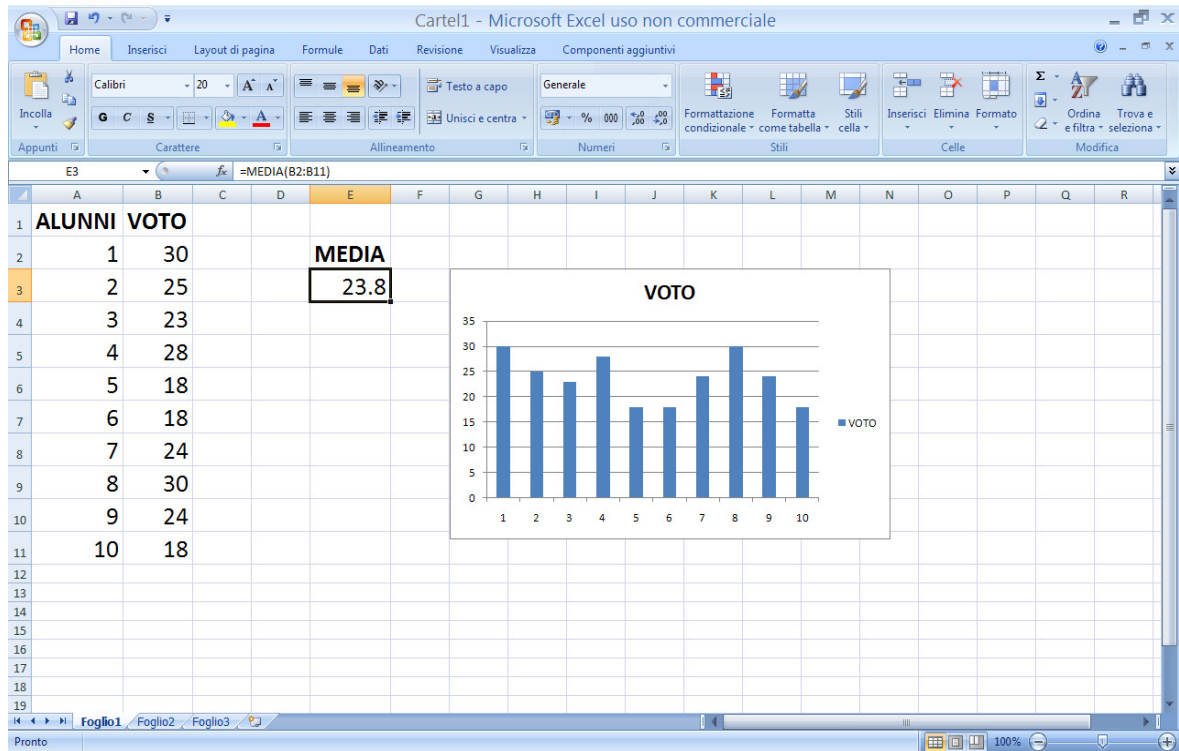 Cartel1 - Microsoft Excel uso non commerciale
Home Inserisci Layout di pagina Formule Dati Revisione Visualizza Componenti aggiuntivi
Incolla
Calibri 20 A A
G C S A
Testo a capo
Unisci e centra
Generale
% 000 ,00 ,0 ,0 ,00
Formattazione condizionale
Formatta come tabella
Stili cella
Inserisci Elimina Formato
Σ
Ordina e filtra
Trova e seleziona
Appunti Carattere Allineamento Numeri Stili Celle Modifica
E3 fx =MEDIA(B2:B11)
A B C D E F G H I J K L M N O P Q R
1 ALUNNI VOTO
2 1 30 MEDIA
3 2 25 23.8
4 3 23
5 4 28
6 5 18
7 6 18
8 7 24
9 8 30
10 9 24
11 10 18
12
13
14
15
16
17
18
19
VOTO
35
30
25
20
15
10
5
0
1 2 3 4 5 6 7 8 9 10
VOTO
Foglio1 Foglio2 Foglio3
Pronto 100%